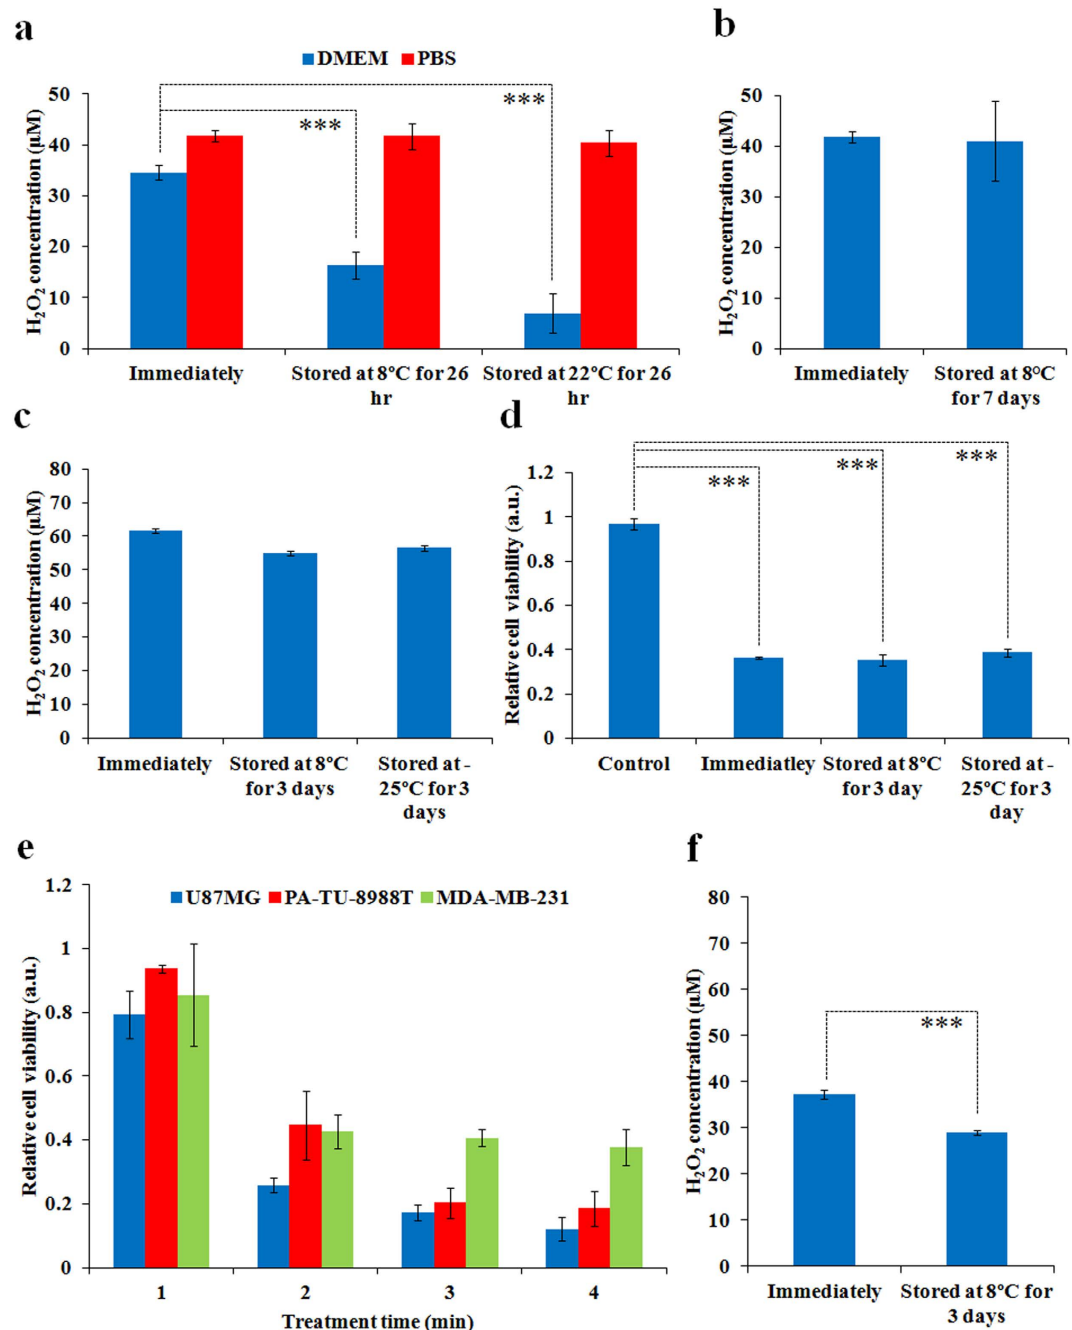 a
DMEM PBS
H₂O₂ concentration (µM)
50
40
30
20
10
0
***
***
Immediately
Stored at 8°C for 26
hr
Stored at 22°C for 26
hr
b
H₂O₂ concentration (µM)
50
40
30
20
10
0
Immediately
Stored at 8°C
for 7 days
c
H₂O₂ concentration (µM)
80
70
60
50
40
30
20
10
0
Immediately
Stored at 8°C
for 3 days
Stored at -
25°C for 3
days
d
Relative cell viability (a.u.)
1.2
1
0.8
0.6
0.4
0.2
0
***
***
***
Control
Immediatley
Stored at 8°C
for 3 day
Stored at -
25°C for 3
day
e
U87MG PA-TU-8988T MDA-MB-231
Relative cell viability (a.u.)
1.2
1
0.8
0.6
0.4
0.2
0
1 2 3 4
Treatment time (min)
f
H₂O₂ concentration (µM)
80
70
60
50
40
30
20
10
0
***
Immediately
Stored at 8°C for
3 days